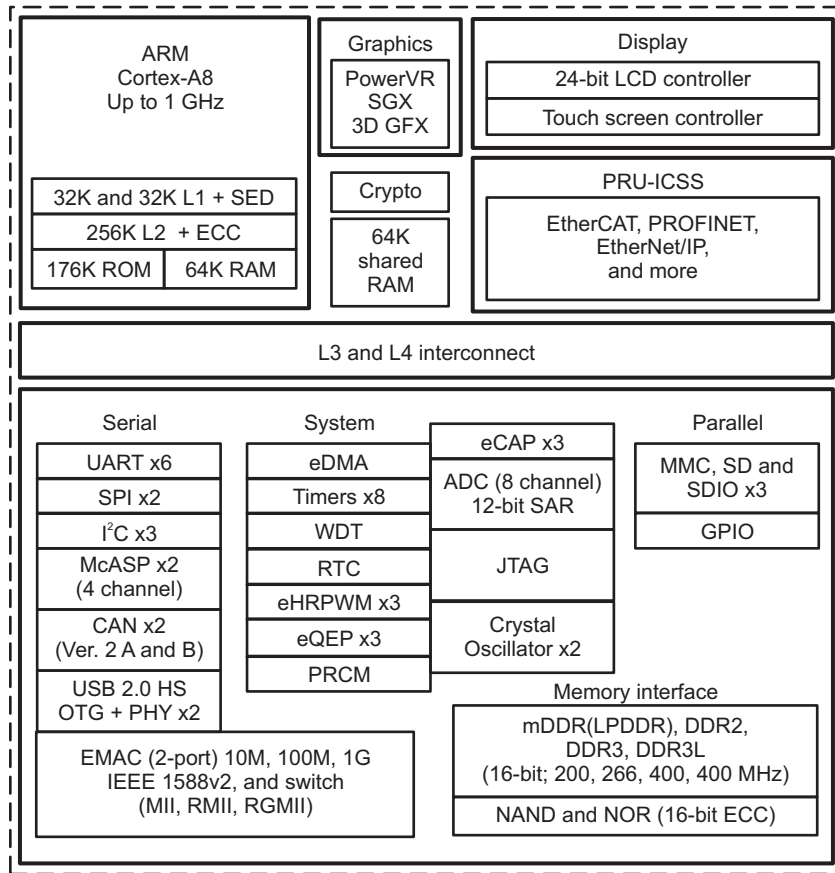 ARM
Cortex-A8
Up to 1 GHz
32K and 32K L1 + SED
256K L2 + ECC
176K ROM
64K RAM
Graphics
PowerVR
SGX
3D GFX
Crypto
64K
shared
RAM
Display
24-bit LCD controller
Touch screen controller
PRU-ICSS
EtherCAT, PROFINET,
EtherNet/IP,
and more
L3 and L4 interconnect
Serial
UART x6
SPI x2
I²C x3
McASP x2
(4 channel)
CAN x2
(Ver. 2 A and B)
USB 2.0 HS
OTG + PHY x2
EMAC (2-port) 10M, 100M, 1G
IEEE 1588v2, and switch
(MII, RMII, RGMII)
System
eDMA
Timers x8
WDT
RTC
eHRPWM x3
eQEP x3
PRCM
eCAP x3
ADC (8 channel)
12-bit SAR
JTAG
Crystal
Oscillator x2
Parallel
MMC, SD and
SDIO x3
GPIO
Memory interface
mDDR(LPDDR), DDR2,
DDR3, DDR3L
(16-bit; 200, 266, 400, 400 MHz)
NAND and NOR (16-bit ECC)